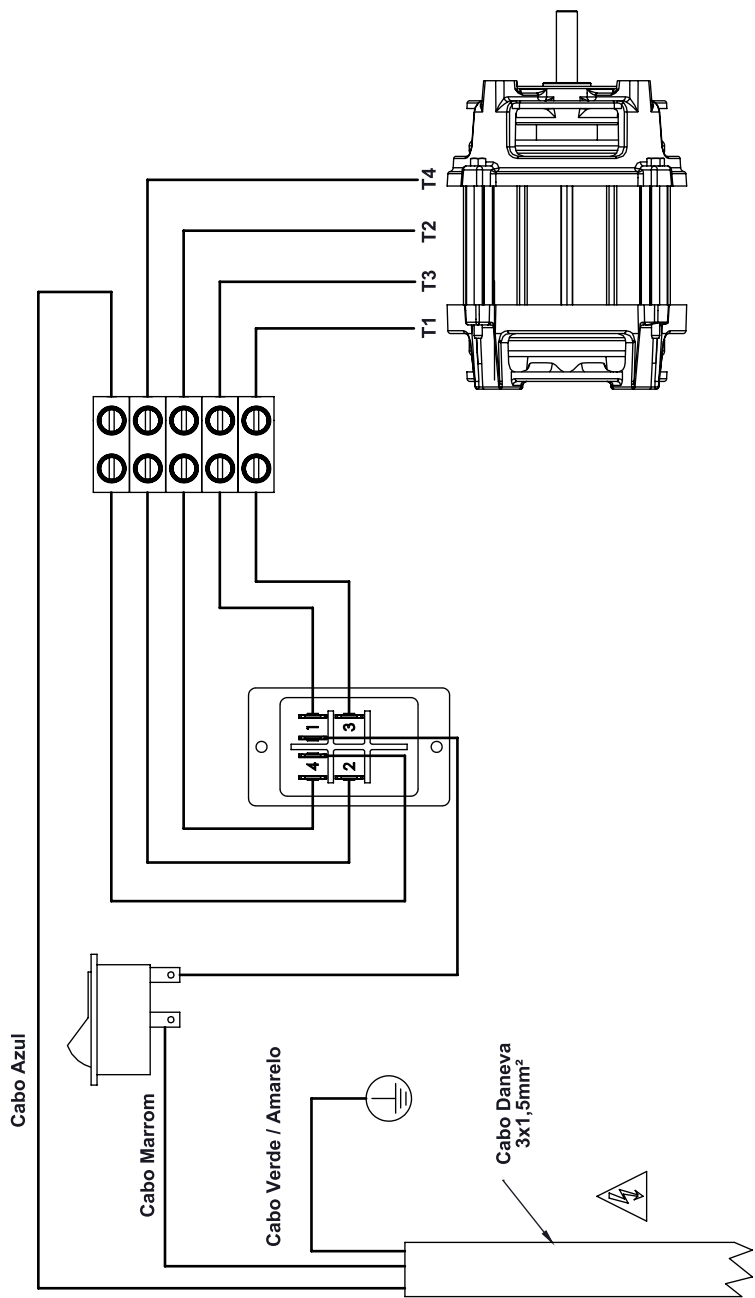 Cabo Azul
Cabo Marrom
Cabo Verde / Amarelo
Cabo Daneva
3x1,5mm²
4
1
2
3
T4
T2
T3
T1